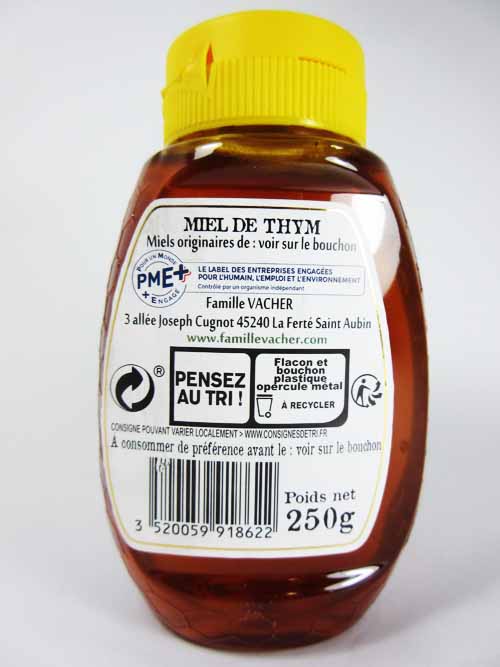 MIEL DE THYM
Miels originaires de : voir sur le bouchon
POUR UN MONDE
PME+
+ ENGAGÉ
LE LABEL DES ENTREPRISES ENGAGÉES
POUR L'HUMAIN, L'EMPLOI ET L'ENVIRONNEMENT
Contrôlé par un organisme indépendant
Famille VACHER
3 allée Joseph Cugnot 45240 La Ferté Saint Aubin
www.famillevacher.com
®
PENSEZ
AU TRI !
Flacon et
bouchon
plastique
opercule métal
À RECYCLER
CONSIGNE POUVANT VARIER LOCALEMENT > WWW.CONSIGNESDETRI.FR
A consommer de préférence avant le : voir sur le bouchon
Poids net
250g
3 520059 918622